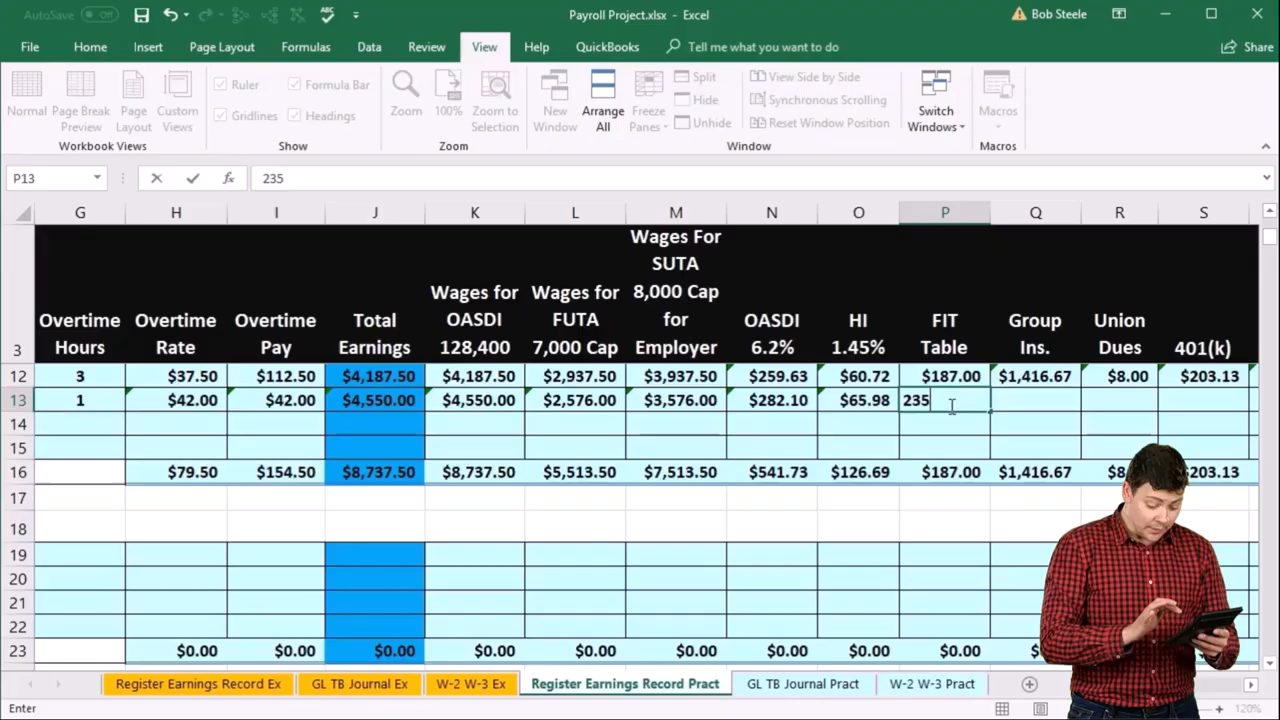 AutoSave Off
Payroll Project.xlsx - Excel
Bob Steele
File Home Insert Page Layout Formulas Data Review View Help QuickBooks Tell me what you want to do Share
Normal
Page Break Preview
Page Layout
Custom Views
Ruler
Formula Bar
Gridlines
Headings
Zoom
100%
Zoom to Selection
New Window
Arrange All
Freeze Panes
Split
Hide
Unhide
View Side by Side
Synchronous Scrolling
Reset Window Position
Switch Windows
Macros
Workbook Views Show Zoom Window Macros
P13 fx 235
G H I J K L M N O P Q R S
Wages For
SUTA
Wages for Wages for 8,000 Cap
Overtime Overtime Overtime Total OASDI FUTA for OASDI HI FIT Group Union
3 Hours Rate Pay Earnings 128,400 7,000 Cap Employer 6.2% 1.45% Table Ins. Dues 401(k)
12 3 $37.50 $112.50 $4,187.50 $4,187.50 $2,937.50 $3,937.50 $259.63 $60.72 $187.00 $1,416.67 $8.00 $203.13
13 1 $42.00 $42.00 $4,550.00 $4,550.00 $2,576.00 $3,576.00 $282.10 $65.98 235
14
15
16 $79.50 $154.50 $8,737.50 $8,737.50 $5,513.50 $7,513.50 $541.73 $126.69 $187.00 $1,416.67 $8 $203.13
17
18
19
20
21
22
23 $0.00 $0.00 $0.00 $0.00 $0.00 $0.00 $0.00 $0.00 $0.00 $0.00
Register Earnings Record Ex GL TB Journal Ex W-2 W-3 Ex Register Earnings Record Pract GL TB Journal Pract W-2 W-3 Pract
Enter 120%